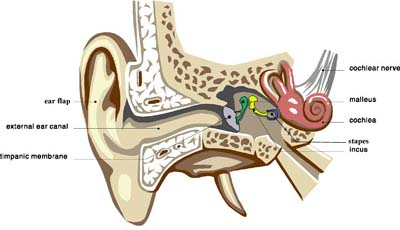 cochlear nerve
ear flap
malleus
external ear canal
cochlea
stapes
incus
timpanic membrane